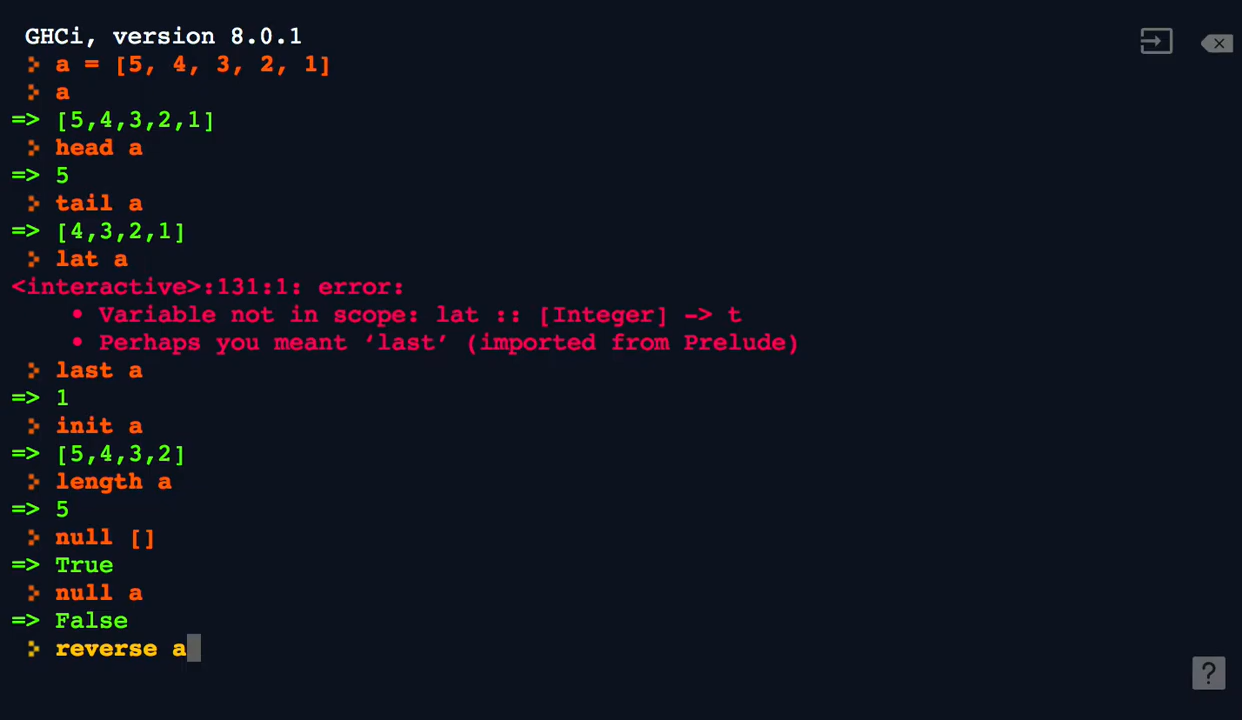 GHCi, version 8.0.1
a = [5, 4, 3, 2, 1]
a
=> [5,4,3,2,1]
head a
=> 5
tail a
=> [4,3,2,1]
lat a
<interactive>:131:1: error:
• Variable not in scope: lat :: [Integer] -> t
• Perhaps you meant ‘last’ (imported from Prelude)
last a
=> 1
init a
=> [5,4,3,2]
length a
=> 5
null []
=> True
null a
=> False
reverse a
?